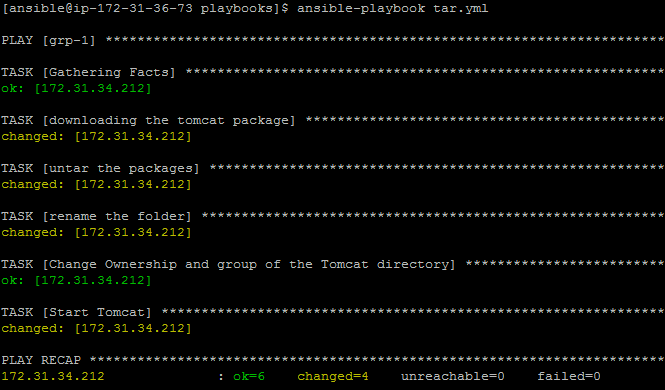 [ansible@ip-172-31-36-73 playbooks]$ ansible-playbook tar.yml
PLAY [grp-1] **********************************************************************
TASK [Gathering Facts] ************************************************************
ok: [172.31.34.212]
TASK [downloading the tomcat package] *********************************************
changed: [172.31.34.212]
TASK [untar the packages] *********************************************************
changed: [172.31.34.212]
TASK [rename the folder] **********************************************************
changed: [172.31.34.212]
TASK [Change Ownership and group of the Tomcat directory] *************************
ok: [172.31.34.212]
TASK [Start Tomcat] ***************************************************************
changed: [172.31.34.212]
PLAY RECAP ************************************************************************
172.31.34.212 : ok=6 changed=4 unreachable=0 failed=0